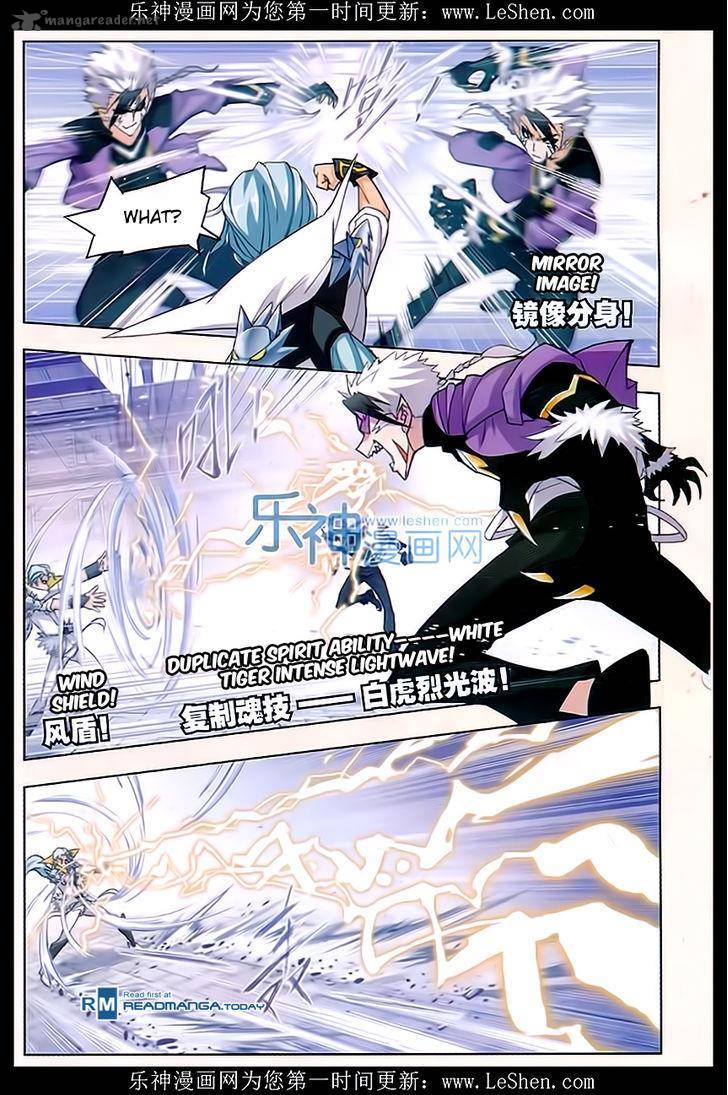 乐神漫画网为您第一时间更新：www.LeShen.com
mangareader.net
WHAT?
MIRROR
IMAGE!
镜像分身！
吼
乐神漫画网
www.leshen.com
DUPLICATE SPIRIT ABILITY----WHITE
TIGER INTENSE LIGHTWAVE!
复制魂技 —— 白虎烈光波！
WIND
SHIELD!
风盾！
RM Read first at
READMANGA.TODAY
乐神漫画网为您第一时间更新：www.LeShen.com